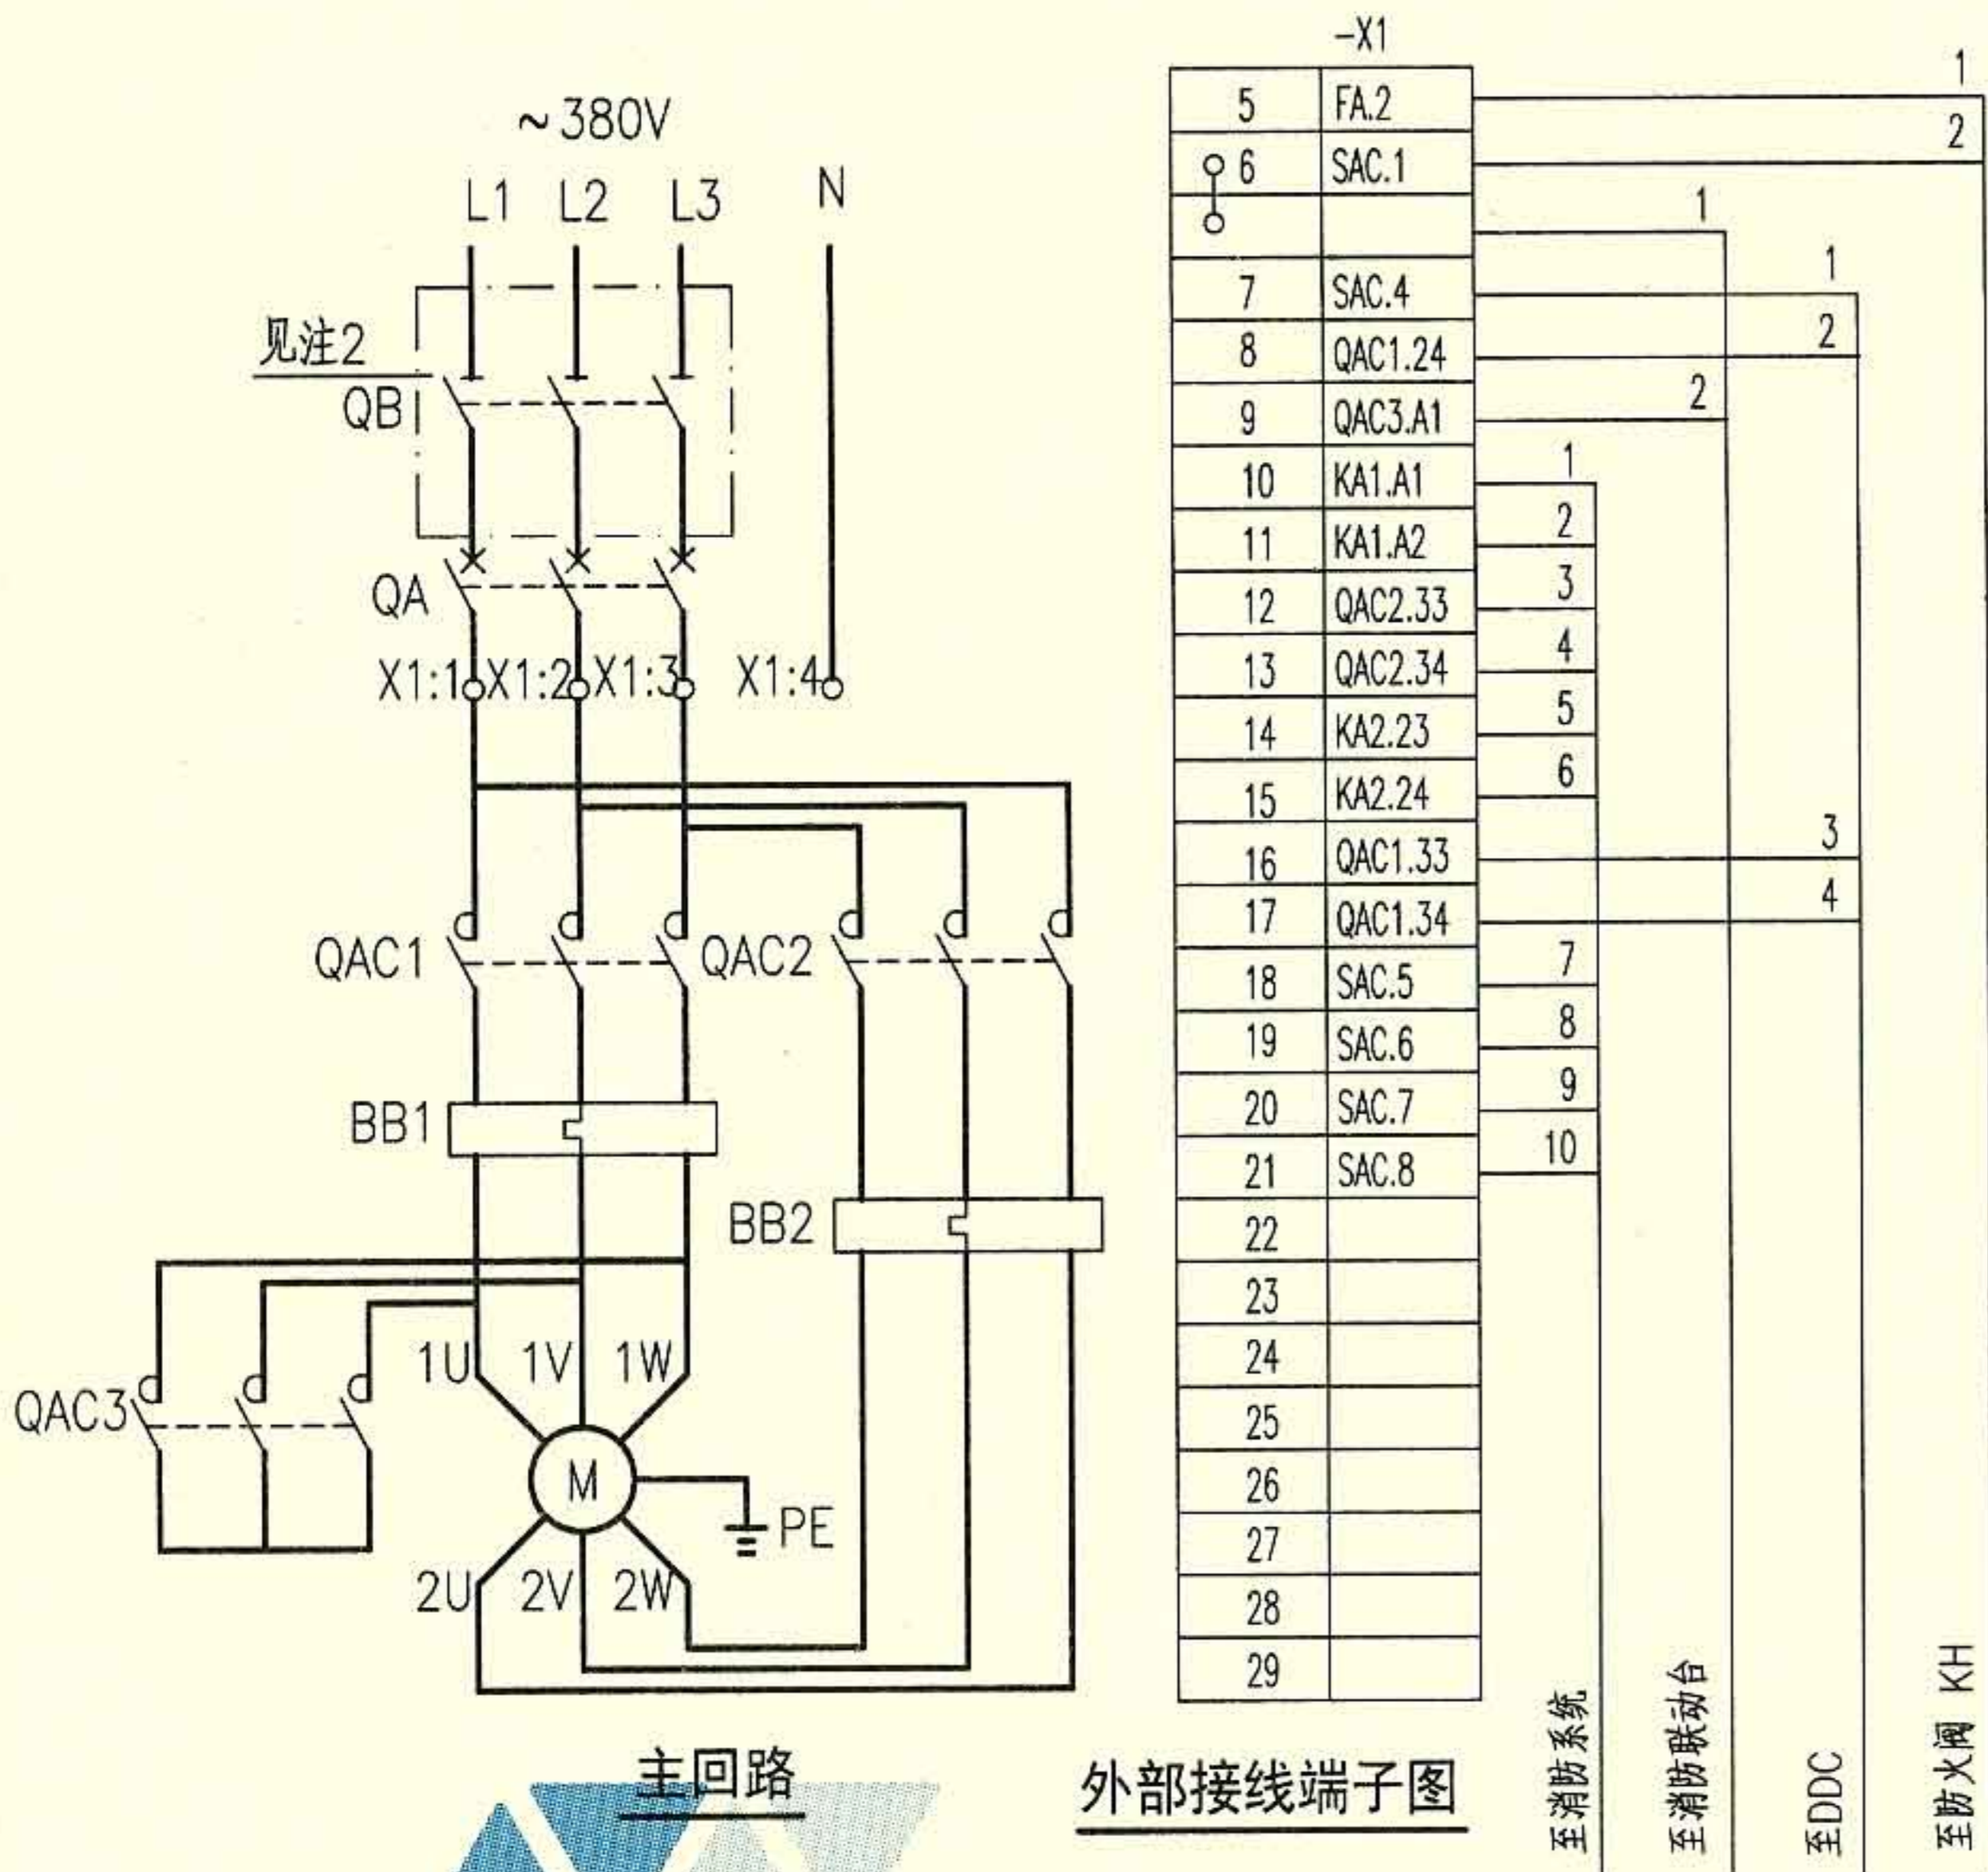 ~380V
L1 L2 L3 N
见注2
QB
QA
X1:1 X1:2 X1:3 X1:4
QAC1 QAC2
BB1
BB2
1U 1V 1W
QAC3
M
PE
2U 2V 2W
主回路
-X1
5 FA.2 1
6 SAC.1 2
1
7 SAC.4 1
8 QAC1.24 2
9 QAC3.A1 2
10 KA1.A1 1
11 KA1.A2 2
12 QAC2.33 3
13 QAC2.34 4
14 KA2.23 5
15 KA2.24 6
16 QAC1.33 3
17 QAC1.34 4
18 SAC.5 7
19 SAC.6 8
20 SAC.7 9
21 SAC.8 10
22
23
24
25
26
27
28
29
至消防系统
至消防联动台
至DDC
至防火阀 KH
外部接线端子图